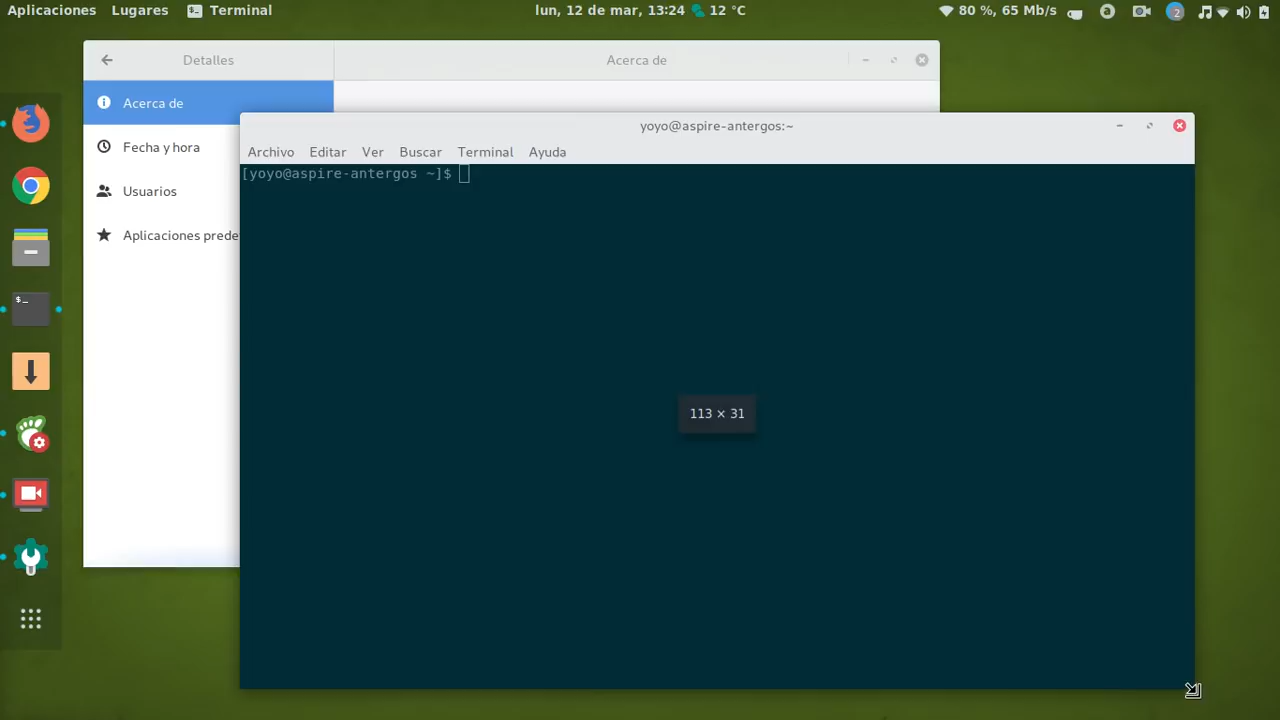 Aplicaciones Lugares Terminal lun, 12 de mar, 13:24 12 °C 80 %, 65 Mb/s a 2
Detalles Acerca de
Acerca de
Fecha y hora
Usuarios
Aplicaciones prede
yoyo@aspire-antergos:~
Archivo Editar Ver Buscar Terminal Ayuda
[yoyo@aspire-antergos ~]$
$_
113 × 31